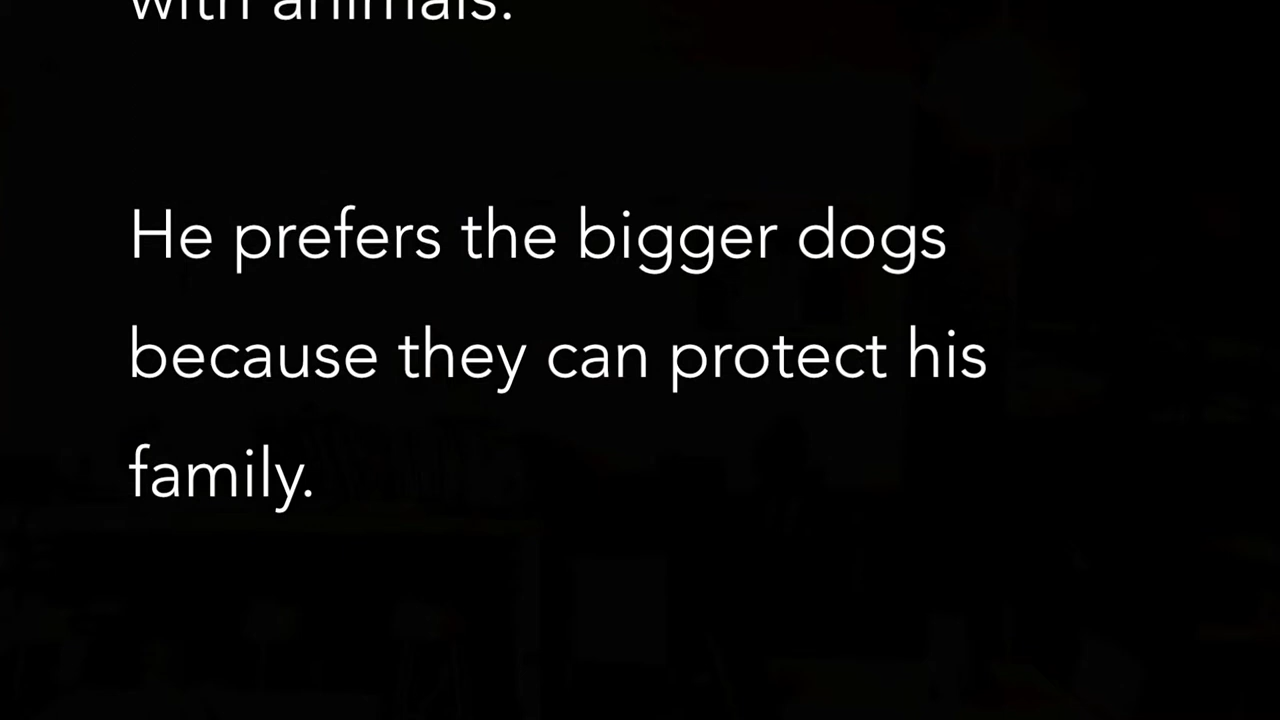 with animals.
He prefers the bigger dogs
because they can protect his
family.